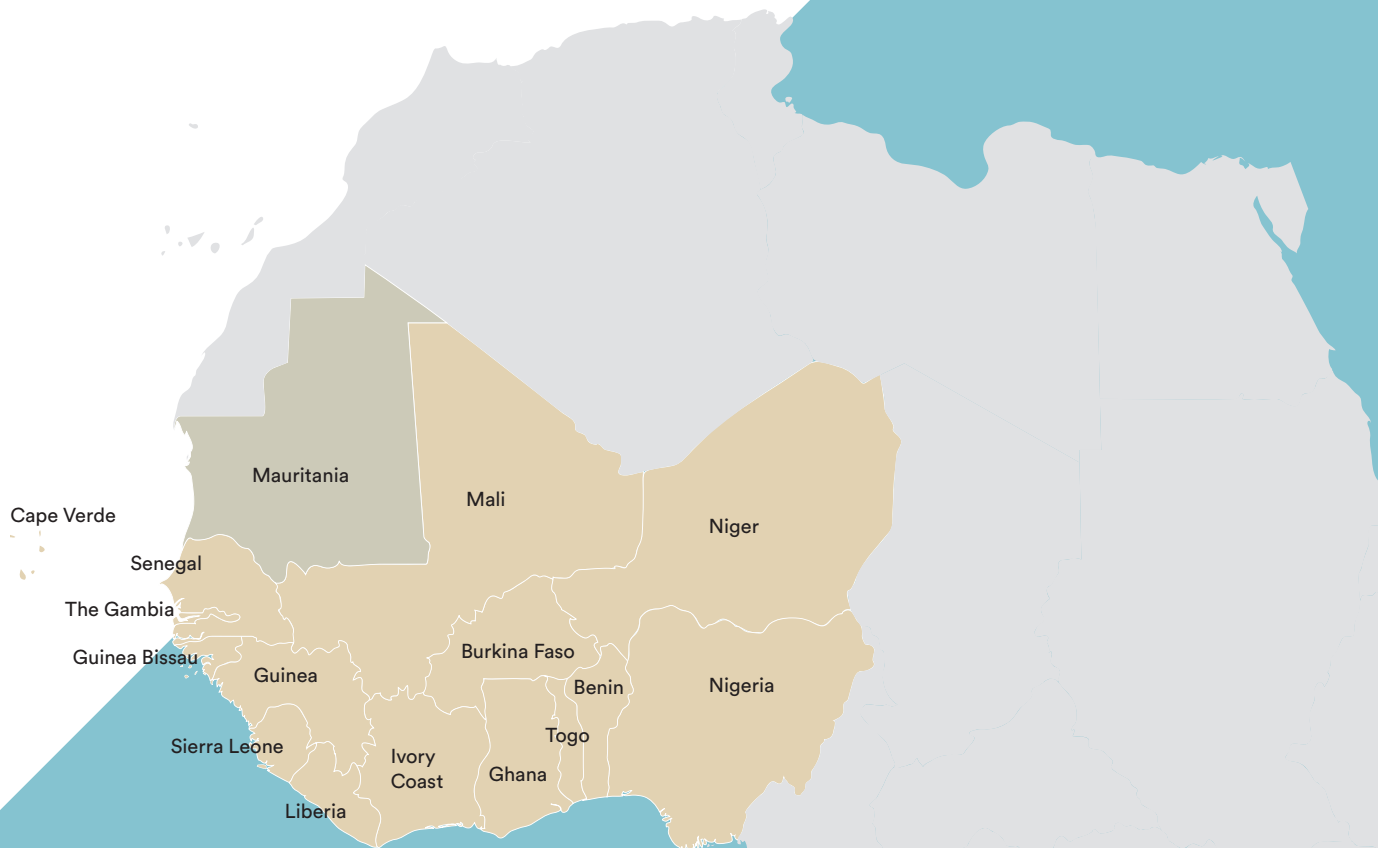 Mauritania
Mali
Cape Verde
Niger
Senegal
The Gambia
Burkina Faso
Guinea Bissau
Guinea
Benin
Nigeria
Togo
Sierra Leone
Ivory
Coast
Ghana
Liberia